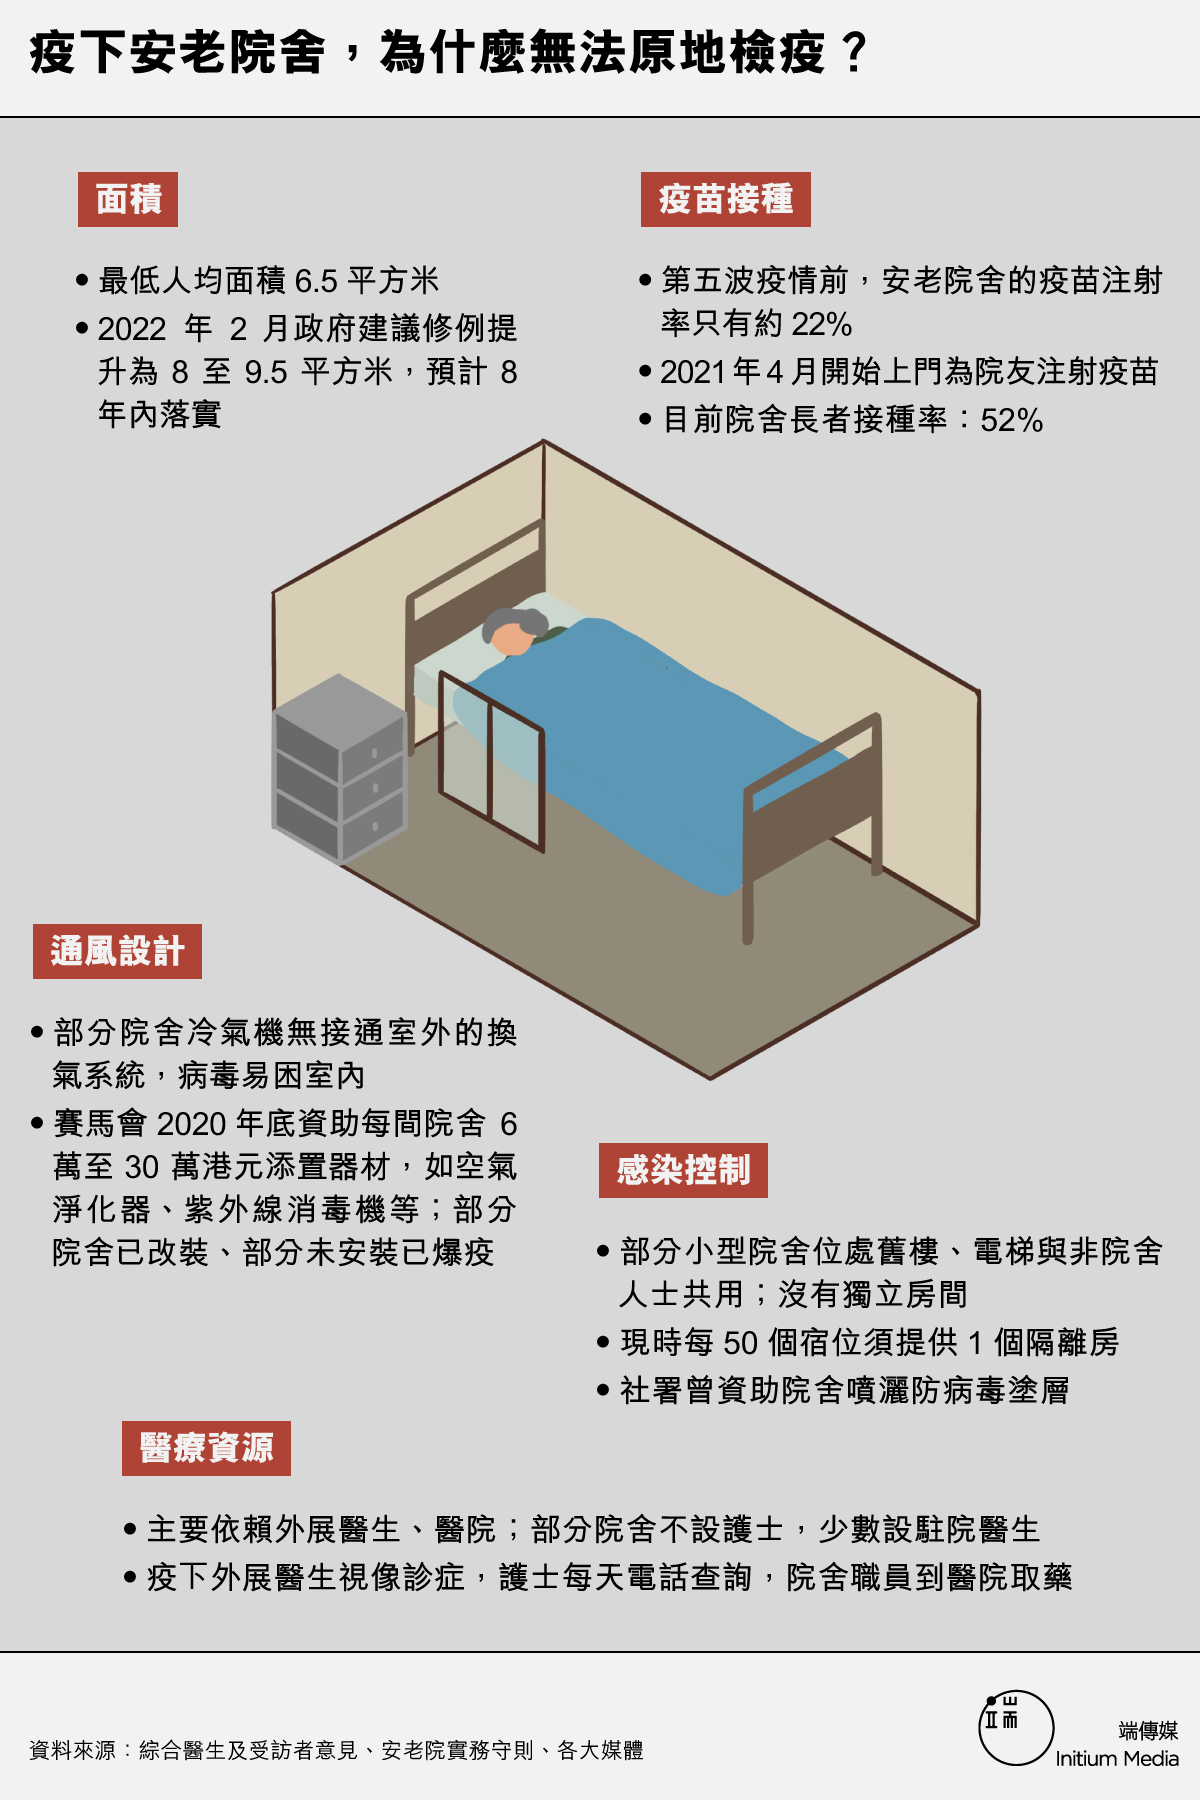 疫下安老院舍，為什麼無法原地檢疫？
面積
• 最低人均面積 6.5 平方米
• 2022 年 2 月政府建議修例提
升為 8 至 9.5 平方米，預計 8
年內落實
疫苗接種
• 第五波疫情前，安老院舍的疫苗注射
率只有約 22%
• 2021 年 4 月開始上門為院友注射疫苗
• 目前院舍長者接種率：52%
通風設計
• 部分院舍冷氣機無接通室外的換
氣系統，病毒易困室內
• 賽馬會 2020 年底資助每間院舍 6
萬至 30 萬港元添置器材，如空氣
淨化器、紫外線消毒機等；部分
院舍已改裝、部分未安裝已爆疫
感染控制
• 部分小型院舍位處舊樓、電梯與非院舍
人士共用；沒有獨立房間
• 現時每 50 個宿位須提供 1 個隔離房
• 社署曾資助院舍噴灑防病毒塗層
醫療資源
• 主要依賴外展醫生、醫院；部分院舍不設護士，少數設駐院醫生
• 疫下外展醫生視像診症，護士每天電話查詢，院舍職員到醫院取藥
資料來源：綜合醫生及受訪者意見、安老院實務守則、各大媒體
端
端傳媒
Initium Media